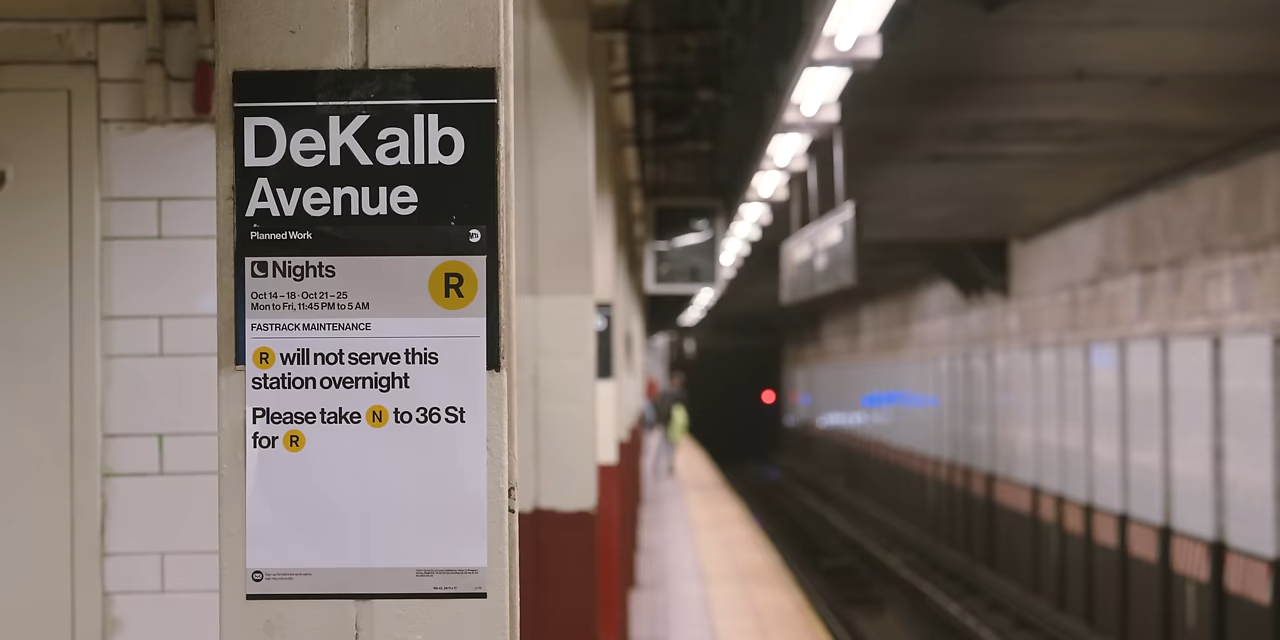 DeKalb
Avenue
Planned Work
Nights
R
Oct 14 – 18 · Oct 21 – 25
Mon to Fri, 11:45 PM to 5 AM
FASTRACK MAINTENANCE
R will not serve this
station overnight
Please take N to 36 St
for R